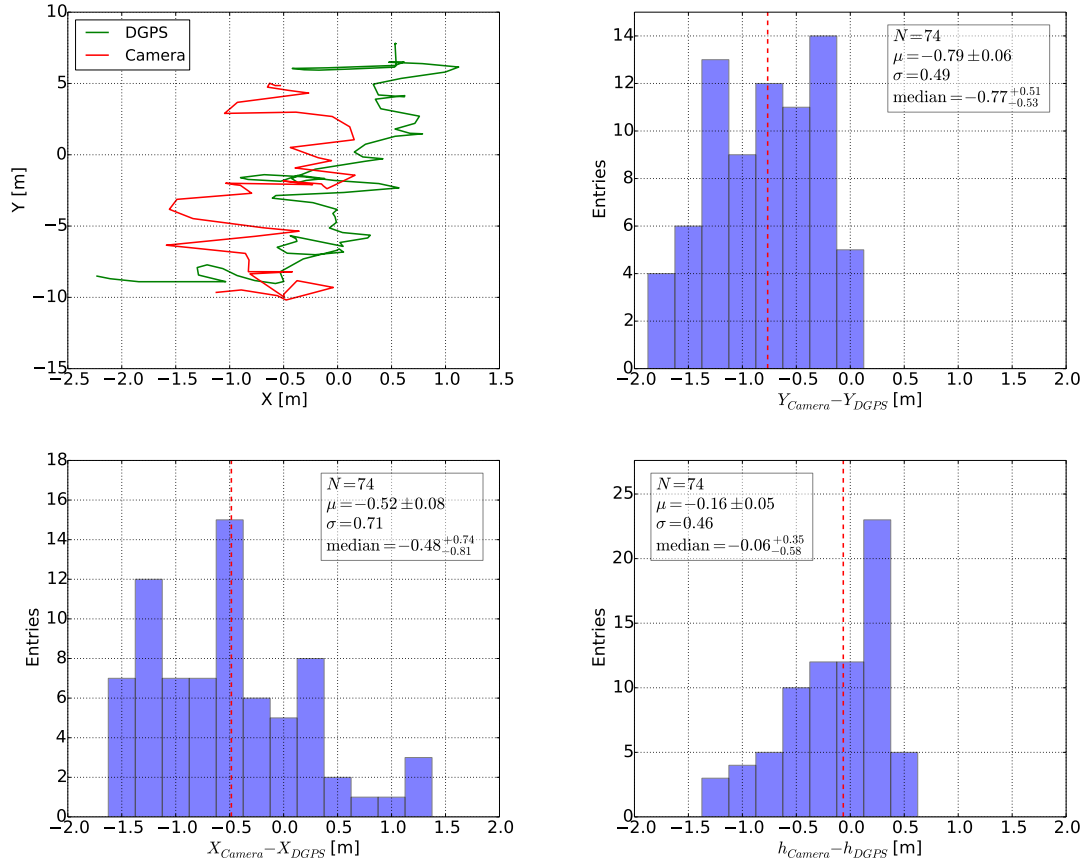 DGPS
Camera
Y [m]
10
5
0
−5
−10
−15
−2.5 −2.0 −1.5 −1.0 −0.5 0.0 0.5 1.0 1.5
X [m]
N = 74
μ = −0.79 ± 0.06
σ = 0.49
median = −0.77 +0.51 −0.53
Entries
14
12
10
8
6
4
2
0
−2.0 −1.5 −1.0 −0.5 0.0 0.5 1.0 1.5 2.0
Y_Camera − Y_DGPS [m]
N = 74
μ = −0.52 ± 0.08
σ = 0.71
median = −0.48 +0.74 −0.81
Entries
18
16
14
12
10
8
6
4
2
0
−2.0 −1.5 −1.0 −0.5 0.0 0.5 1.0 1.5 2.0
X_Camera − X_DGPS [m]
N = 74
μ = −0.16 ± 0.05
σ = 0.46
median = −0.06 +0.35 −0.58
Entries
25
20
15
10
5
0
−2.0 −1.5 −1.0 −0.5 0.0 0.5 1.0 1.5 2.0
h_Camera − h_DGPS [m]